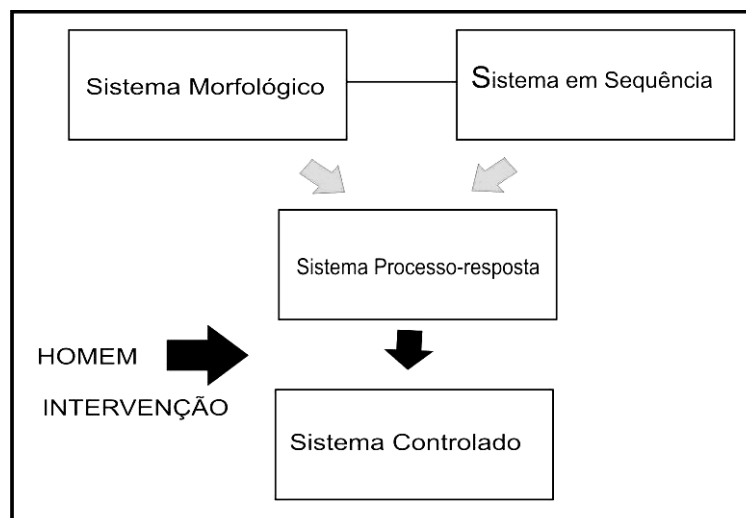 Sistema Morfológico
Sistema em Sequência
Sistema Processo-resposta
HOMEM
INTERVENÇÃO
Sistema Controlado